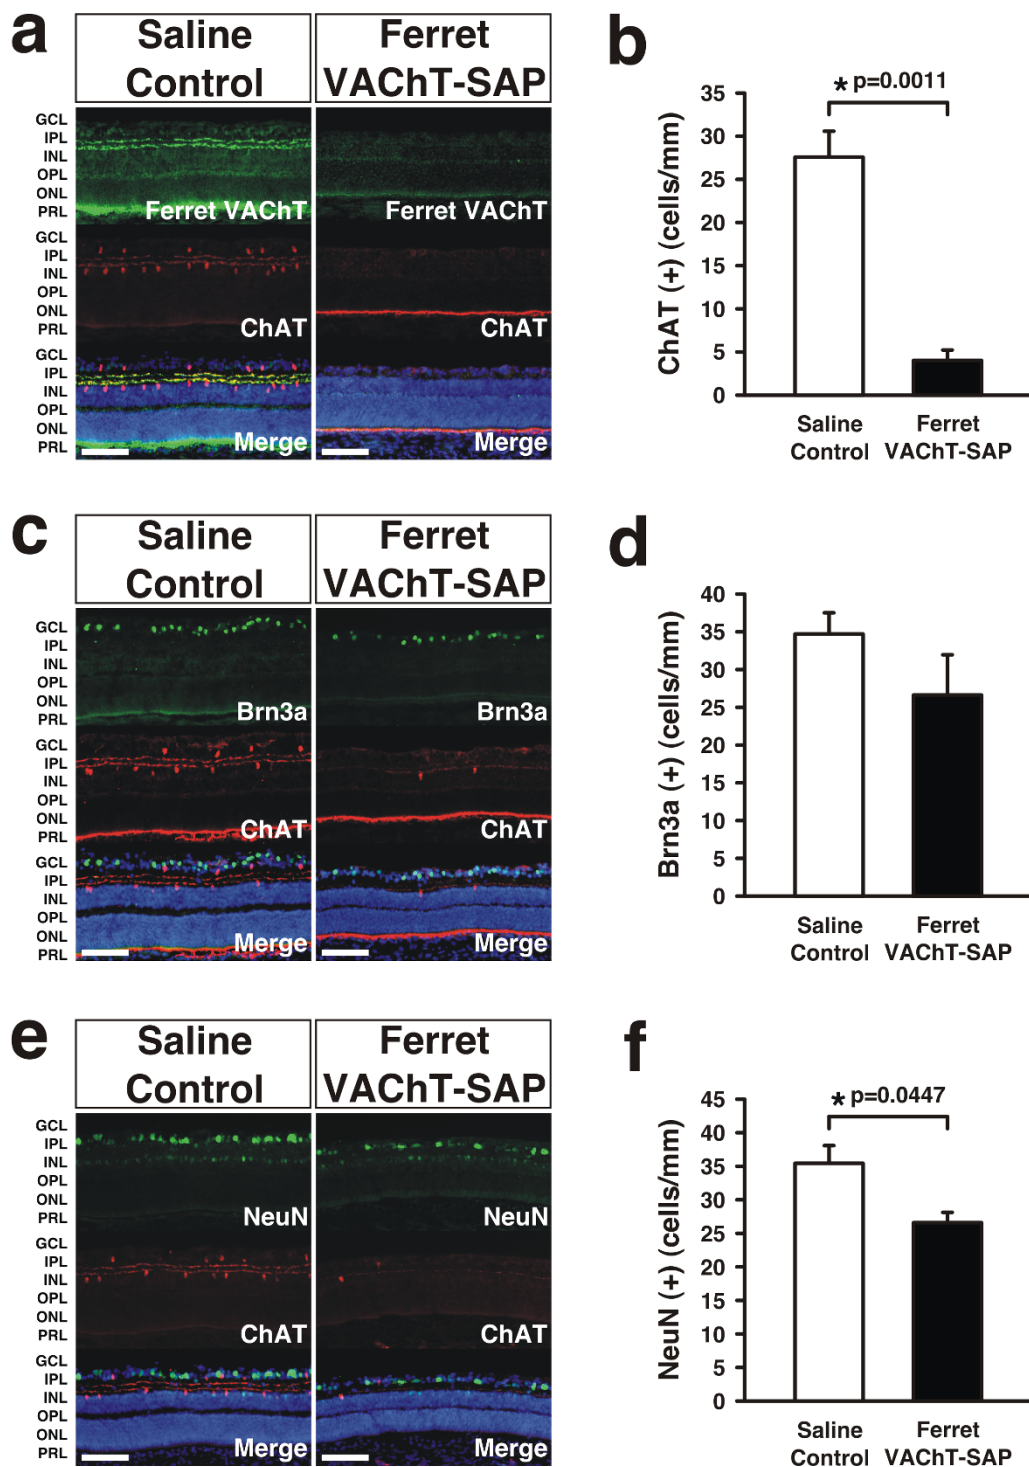 a
Saline
Control
Ferret
VAChT-SAP
GCL
IPL
INL
OPL
ONL
PRL
Ferret VAChT
Ferret VAChT
GCL
IPL
INL
OPL
ONL
PRL
ChAT
ChAT
GCL
IPL
INL
OPL
ONL
PRL
Merge
Merge
b
* p=0.0011
ChAT (+) (cells/mm)
35
30
25
20
15
10
5
0
Saline
Control
Ferret
VAChT-SAP
c
Saline
Control
Ferret
VAChT-SAP
GCL
IPL
INL
OPL
ONL
PRL
Brn3a
Brn3a
GCL
IPL
INL
OPL
ONL
PRL
ChAT
ChAT
GCL
IPL
INL
OPL
ONL
PRL
Merge
Merge
d
Brn3a (+) (cells/mm)
40
35
30
25
20
15
10
5
0
Saline
Control
Ferret
VAChT-SAP
e
Saline
Control
Ferret
VAChT-SAP
GCL
IPL
INL
OPL
ONL
PRL
NeuN
NeuN
GCL
IPL
INL
OPL
ONL
PRL
ChAT
ChAT
GCL
IPL
INL
OPL
ONL
PRL
Merge
Merge
f
* p=0.0447
NeuN (+) (cells/mm)
45
40
35
30
25
20
15
10
5
0
Saline
Control
Ferret
VAChT-SAP